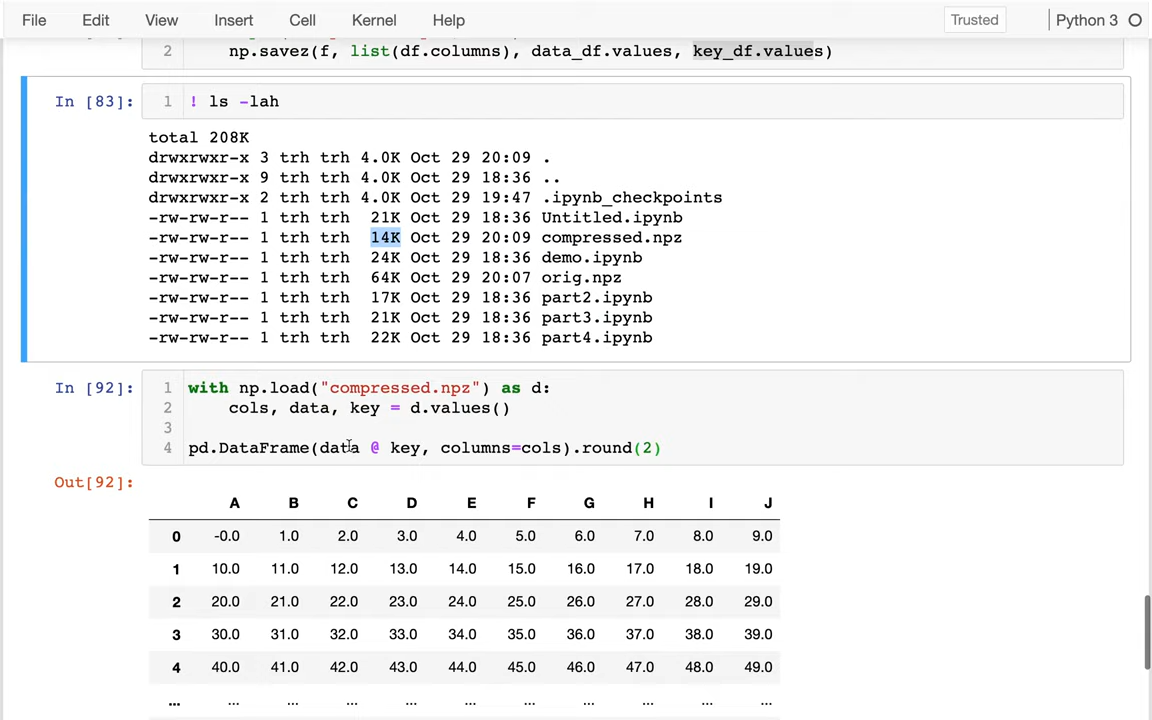 File Edit View Insert Cell Kernel Help Trusted Python 3
2 np.savez(f, list(df.columns), data_df.values, key_df.values)
In [83]: 1 ! ls -lah
total 208K
drwxrwxr-x 3 trh trh 4.0K Oct 29 20:09 .
drwxrwxr-x 9 trh trh 4.0K Oct 29 18:36 ..
drwxrwxr-x 2 trh trh 4.0K Oct 29 19:47 .ipynb_checkpoints
-rw-rw-r-- 1 trh trh 21K Oct 29 18:36 Untitled.ipynb
-rw-rw-r-- 1 trh trh 14K Oct 29 20:09 compressed.npz
-rw-rw-r-- 1 trh trh 24K Oct 29 18:36 demo.ipynb
-rw-rw-r-- 1 trh trh 64K Oct 29 20:07 orig.npz
-rw-rw-r-- 1 trh trh 17K Oct 29 18:36 part2.ipynb
-rw-rw-r-- 1 trh trh 21K Oct 29 18:36 part3.ipynb
-rw-rw-r-- 1 trh trh 22K Oct 29 18:36 part4.ipynb
In [92]: 1 with np.load("compressed.npz") as d:
2 cols, data, key = d.values()
3
4 pd.DataFrame(data @ key, columns=cols).round(2)
Out[92]:
A B C D E F G H I J
0 -0.0 1.0 2.0 3.0 4.0 5.0 6.0 7.0 8.0 9.0
1 10.0 11.0 12.0 13.0 14.0 15.0 16.0 17.0 18.0 19.0
2 20.0 21.0 22.0 23.0 24.0 25.0 26.0 27.0 28.0 29.0
3 30.0 31.0 32.0 33.0 34.0 35.0 36.0 37.0 38.0 39.0
4 40.0 41.0 42.0 43.0 44.0 45.0 46.0 47.0 48.0 49.0
... ... ... ... ... ... ... ... ... ... ...